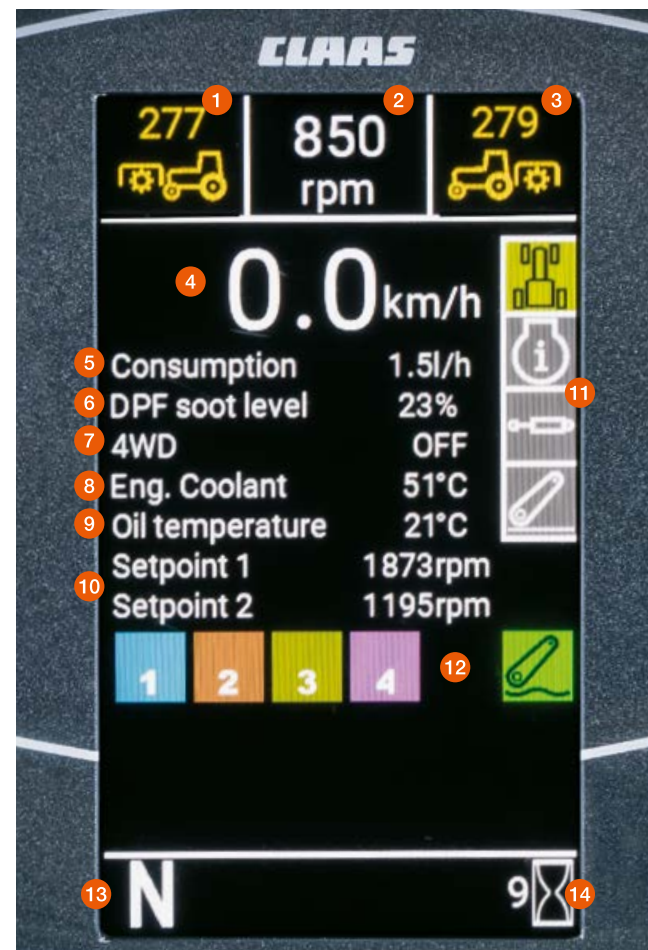 CLAAS
1 2 3
277 850 279
rpm
4 0.0 km/h
5 Consumption 1.5l/h
6 DPF soot level 23%
11
7 4WD OFF
8 Eng. Coolant 51°C
9 Oil temperature 21°C
Setpoint 1 1873rpm
10
Setpoint 2 1195rpm
1 2 3 4 12
13 N 9 14